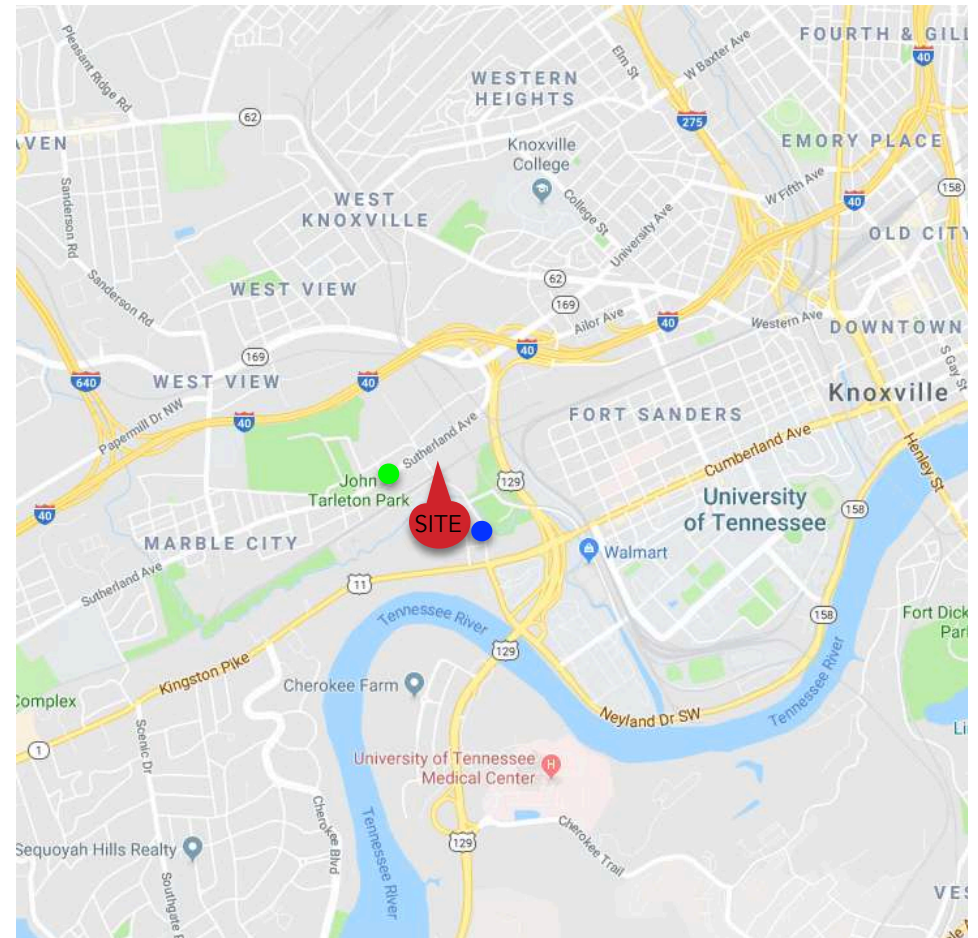 Pleasant Ridge Rd
62
AVEN
Sanderson Rd
WESTERN
HEIGHTS
Elm St
W Baxter Ave
FOURTH & GILL
40
275
EMORY PLACE
Knoxville
College
College St
W Fifth Ave
158
40
WEST
KNOXVILLE
University Ave
OLD CITY
Sanderson Rd
WEST VIEW
62
169
Ailor Ave
40
Western Ave
DOWNTOWN
169
40
S Gay St
640
WEST VIEW
40
Papermill Dr NW
40
Knoxville
FORT SANDERS
Sutherland Ave
Cumberland Ave
Henley St
John
Tarleton Park
129
University
of Tennessee
158
40
SITE
MARBLE CITY
Walmart
Sutherland Ave
11
Tennessee River
158
Fort Dick
Park
129
Kingston Pike
Cherokee Farm
Tennessee River
Complex
Neyland Dr SW
Scenic Dr
1
University of Tennessee
Medical Center
H
Cherokee Blvd
Tennessee River
Cherokee Trail
129
Sequoyah Hills Realty
Southgate
VES